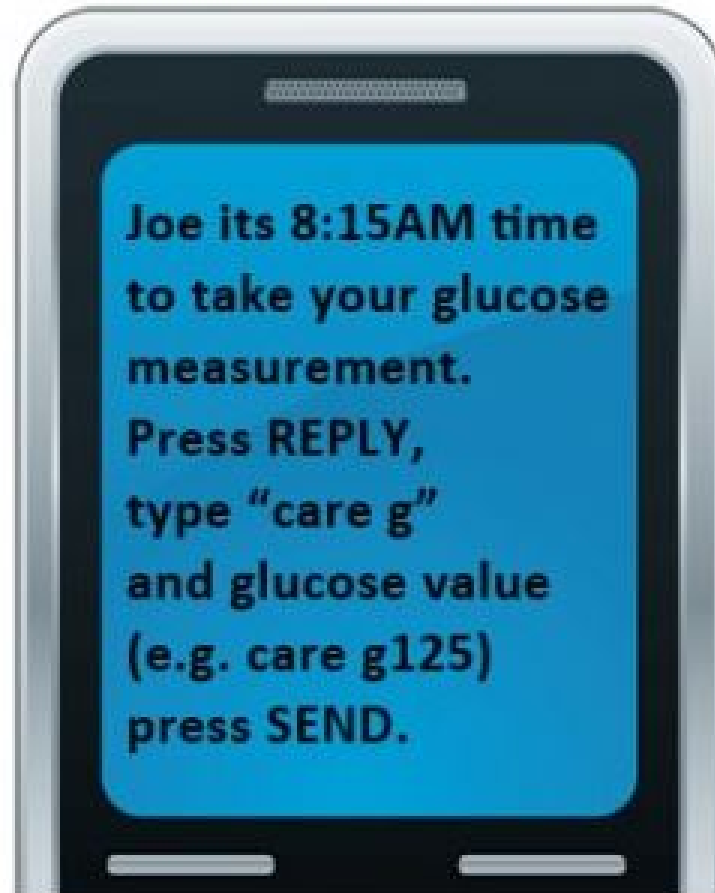 Joe its 8:15AM time
to take your glucose
measurement.
Press REPLY,
type “care g”
and glucose value
(e.g. care g125)
press SEND.